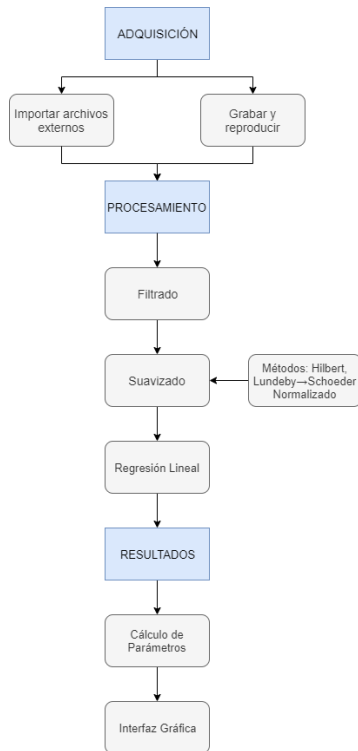 ADQUISICIÓN
Importar archivos
externos
Grabar y
reproducir
PROCESAMIENTO
Filtrado
Suavizado
Métodos: Hilbert,
Lundeby→Schoeder
Normalizado
Regresión Lineal
RESULTADOS
Cálculo de
Parámetros
Interfaz Gráfica